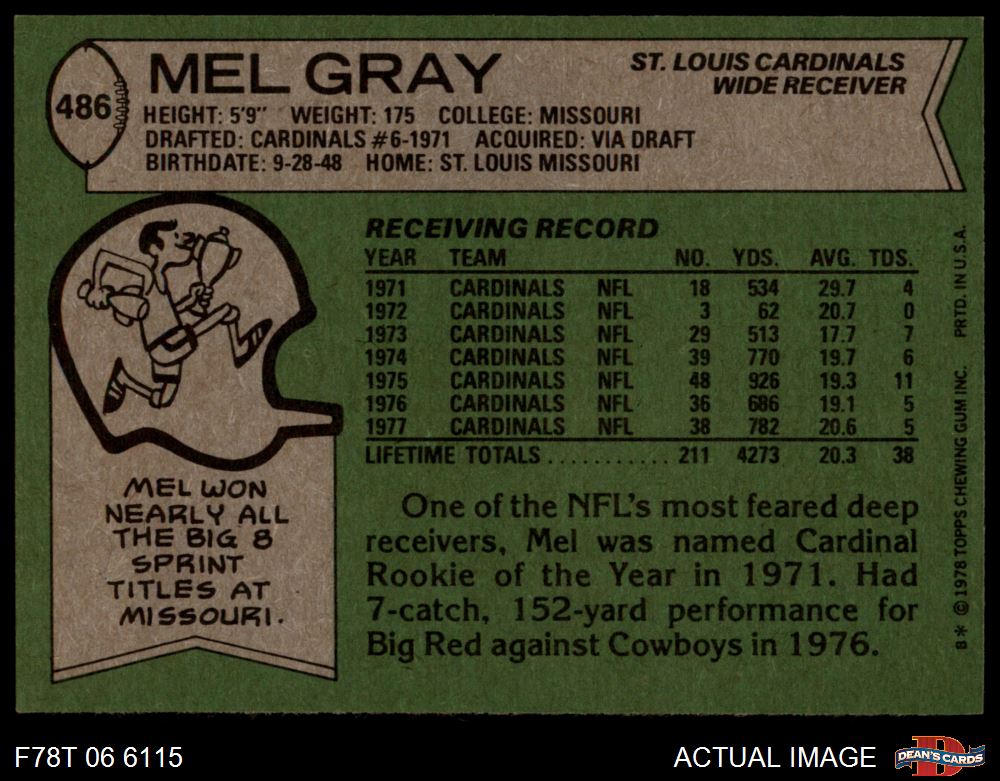 486
MEL GRAY
ST. LOUIS CARDINALS
WIDE RECEIVER
HEIGHT: 5'9" WEIGHT: 175 COLLEGE: MISSOURI
DRAFTED: CARDINALS #6-1971 ACQUIRED: VIA DRAFT
BIRTHDATE: 9-28-48 HOME: ST. LOUIS MISSOURI
RECEIVING RECORD
YEAR TEAM NO. YDS. AVG. TDS.
1971 CARDINALS NFL 18 534 29.7 4
1972 CARDINALS NFL 3 62 20.7 0
1973 CARDINALS NFL 29 513 17.7 7
1974 CARDINALS NFL 39 770 19.7 6
1975 CARDINALS NFL 48 926 19.3 11
1976 CARDINALS NFL 36 686 19.1 5
1977 CARDINALS NFL 38 782 20.6 5
LIFETIME TOTALS ........... 211 4273 20.3 38
MEL WON
NEARLY ALL
THE BIG 8
SPRINT
TITLES AT
MISSOURI.
One of the NFL's most feared deep
receivers, Mel was named Cardinal
Rookie of the Year in 1971. Had
7-catch, 152-yard performance for
Big Red against Cowboys in 1976.
B* © 1978 TOPPS CHEWING GUM INC. PRTD. IN U.S.A.
F78T 06 6115
ACTUAL IMAGE
D
DEAN'S CARDS